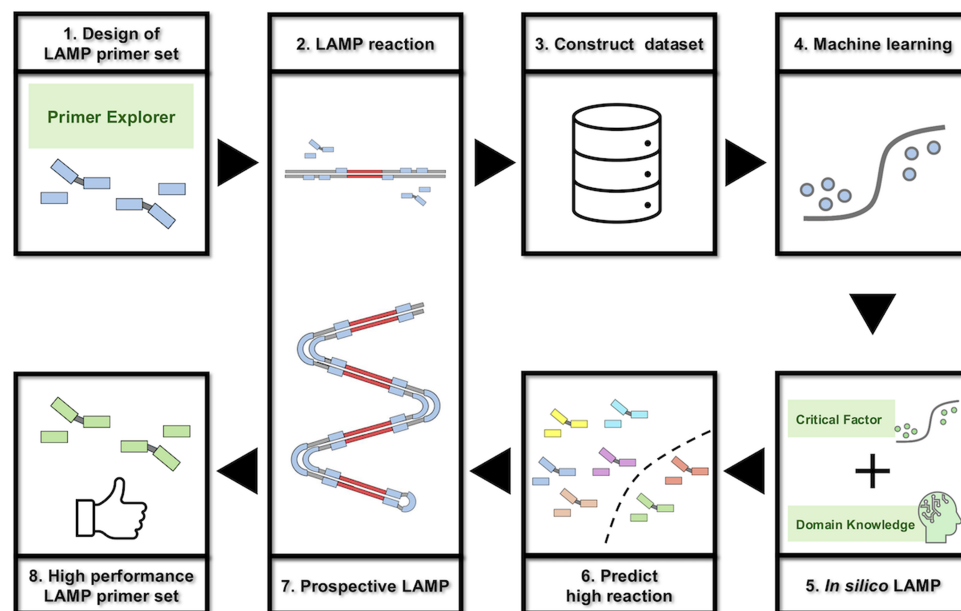 1. Design of
LAMP primer set
Primer Explorer
2. LAMP reaction
3. Construct dataset
4. Machine learning
Critical Factor
Domain Knowledge
5. In silico LAMP
6. Predict
high reaction
7. Prospective LAMP
8. High performance
LAMP primer set